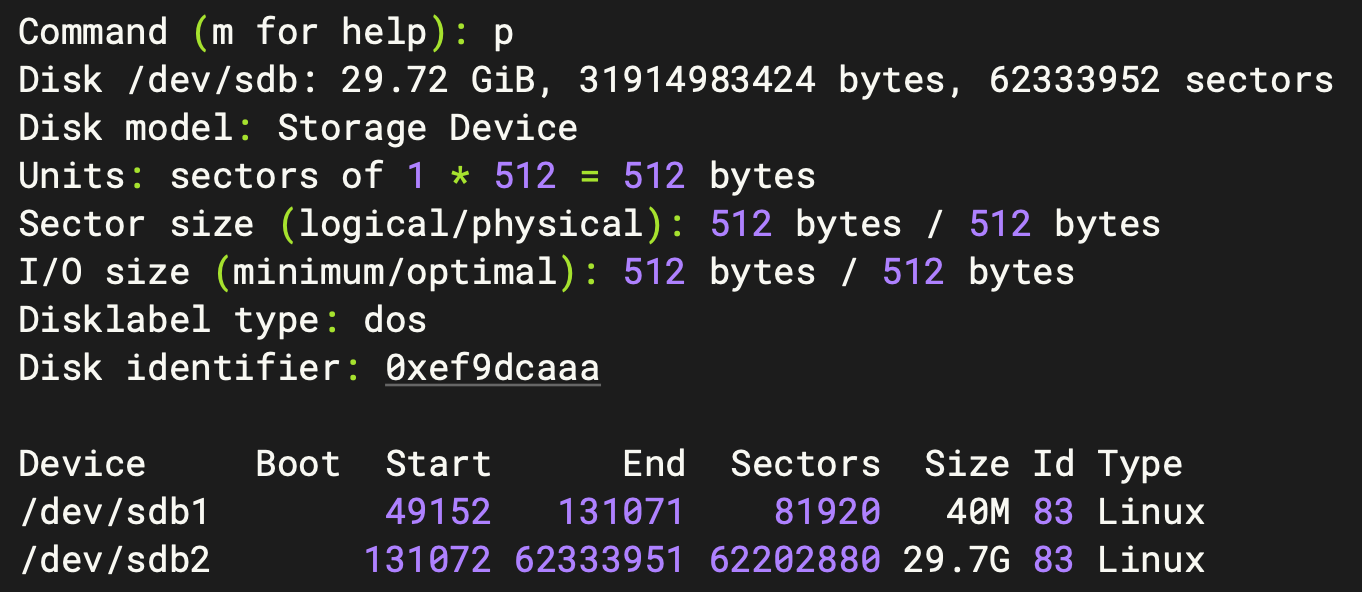 Command (m for help): p
Disk /dev/sdb: 29.72 GiB, 31914983424 bytes, 62333952 sectors
Disk model: Storage Device
Units: sectors of 1 * 512 = 512 bytes
Sector size (logical/physical): 512 bytes / 512 bytes
I/O size (minimum/optimal): 512 bytes / 512 bytes
Disklabel type: dos
Disk identifier: 0xef9dcaaa
Device     Boot  Start      End  Sectors  Size Id Type
/dev/sdb1        49152   131071    81920   40M 83 Linux
/dev/sdb2       131072 62333951 62202880 29.7G 83 Linux